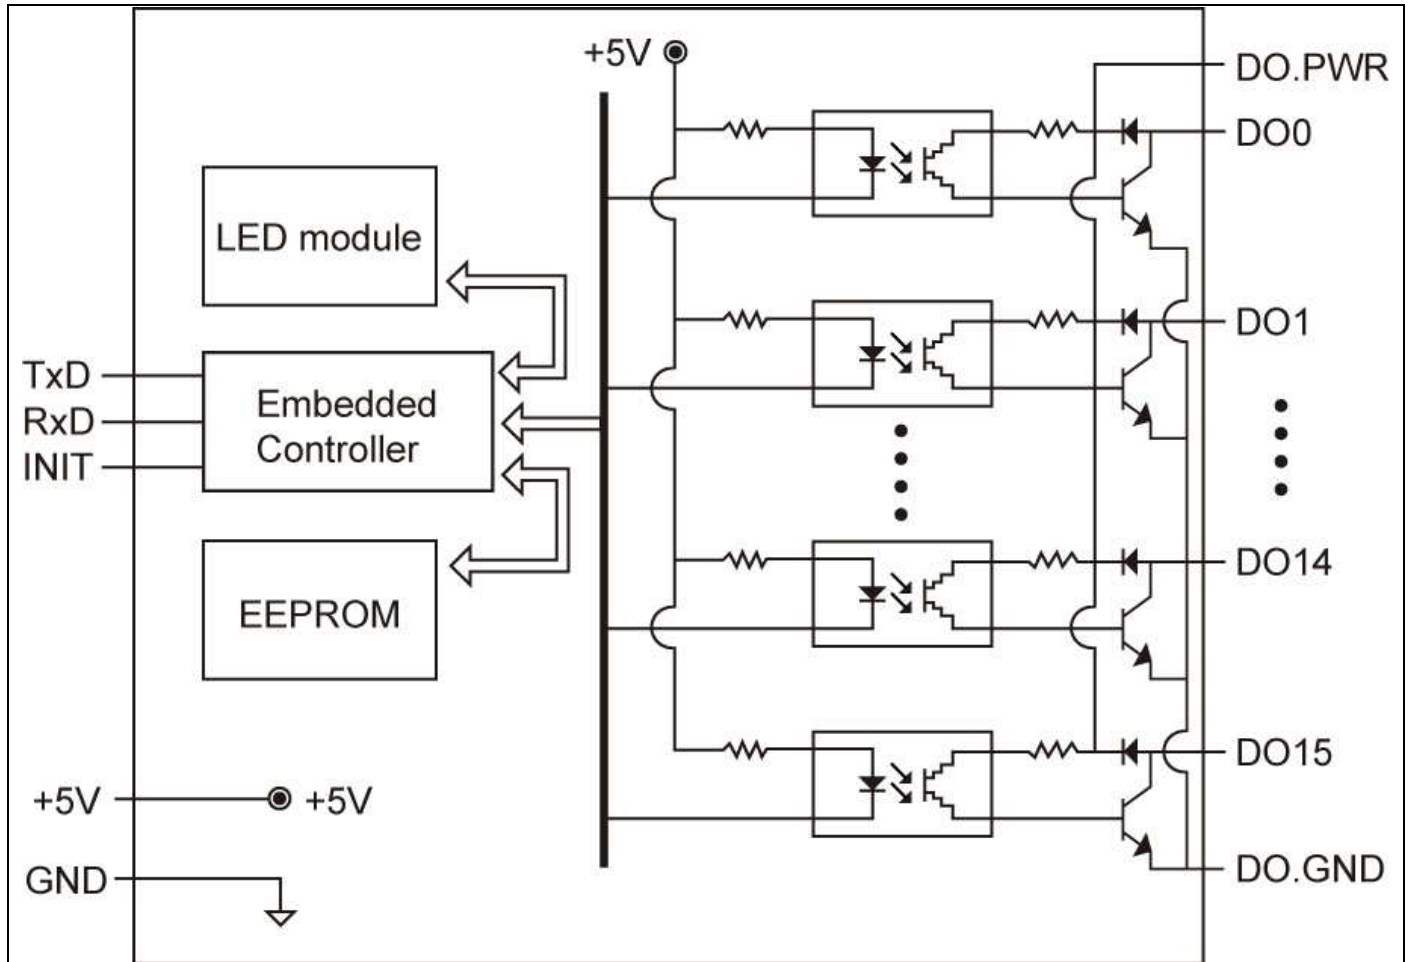 +5V
DO.PWR
DO0
LED module
DO1
TxD
RxD
INIT
Embedded
Controller
DO14
EEPROM
DO15
+5V
+5V
GND
DO.GND